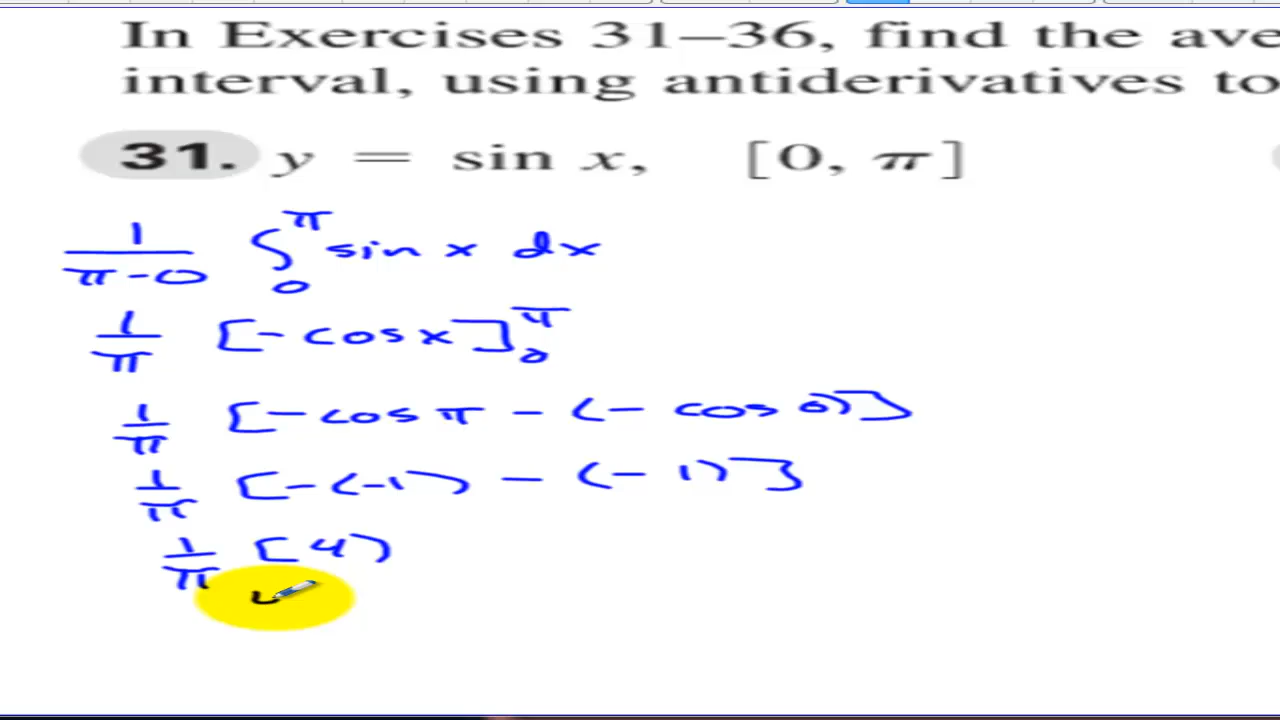 In Exercises 31–36, find the ave
interval, using antiderivatives to
31. y = sin x, [0, π]
1/(π-0) ∫₀^π sin x dx
1/π [-cos x]₀^π
1/π [-cos π - (-cos 0)]
1/π [-(-1) - (-1)]
1/π [4)